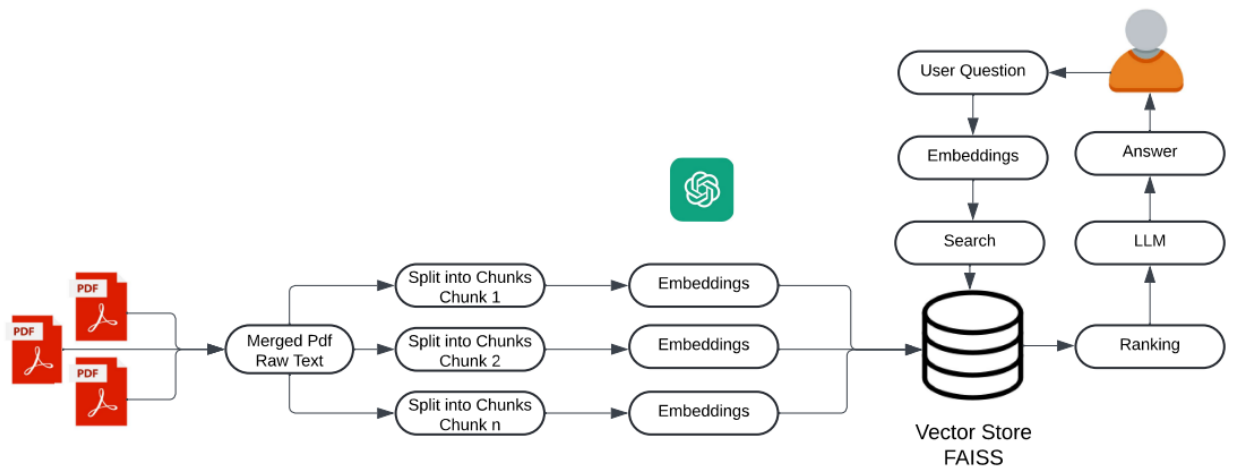 PDF
PDF
PDF
Merged Pdf
Raw Text
Split into Chunks
Chunk 1
Split into Chunks
Chunk 2
Split into Chunks
Chunk n
Embeddings
Embeddings
Embeddings
User Question
Embeddings
Search
Vector Store
FAISS
Ranking
LLM
Answer